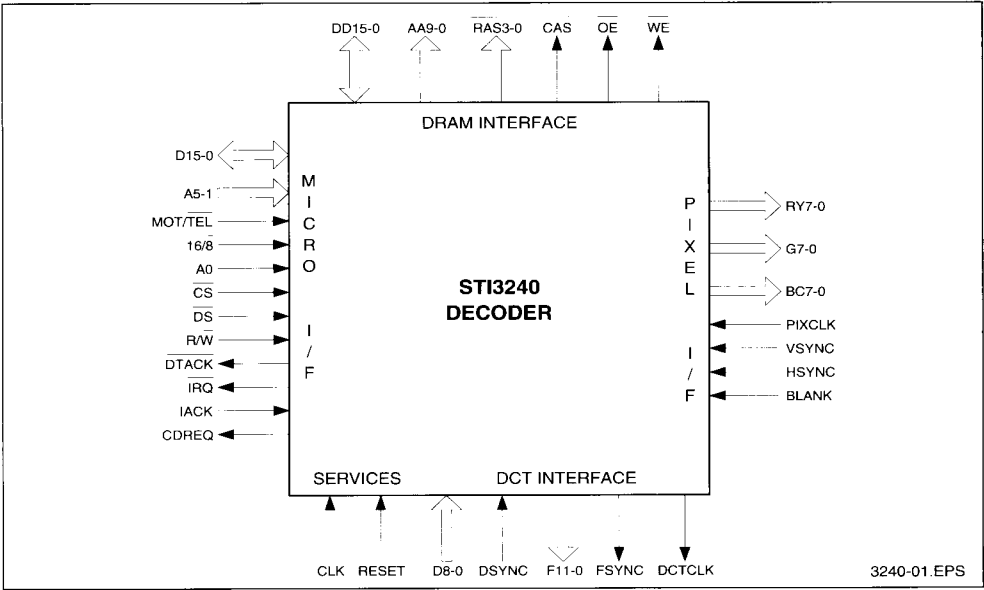 DD15-0 AA9-0 RAS3-0 CAS OE WE
DRAM INTERFACE
D15-0
A5-1
MOT/TEL
16/8
A0
CS
DS
R/W
DTACK
IRQ
IACK
CDREQ
MICRO I/F
STI3240
DECODER
PIXEL I/F
RY7-0
G7-0
BC7-0
PIXCLK
VSYNC
HSYNC
BLANK
SERVICES DCT INTERFACE
CLK RESET D8-0 DSYNC F11-0 FSYNC DCTCLK
3240-01.EPS